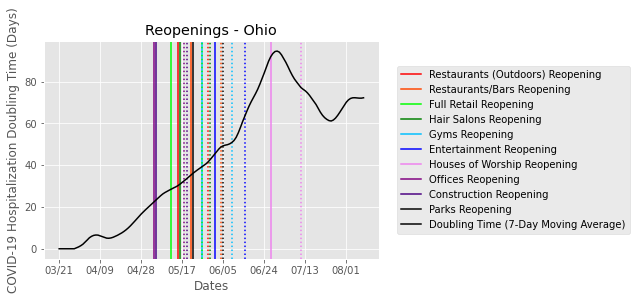 Reopenings - Ohio
COVID-19 Hospitalization Doubling Time (Days)
80
60
40
20
0
03/21 04/09 04/28 05/17 06/05 06/24 07/13 08/01
Dates
Restaurants (Outdoors) Reopening
Restaurants/Bars Reopening
Full Retail Reopening
Hair Salons Reopening
Gyms Reopening
Entertainment Reopening
Houses of Worship Reopening
Offices Reopening
Construction Reopening
Parks Reopening
Doubling Time (7-Day Moving Average)